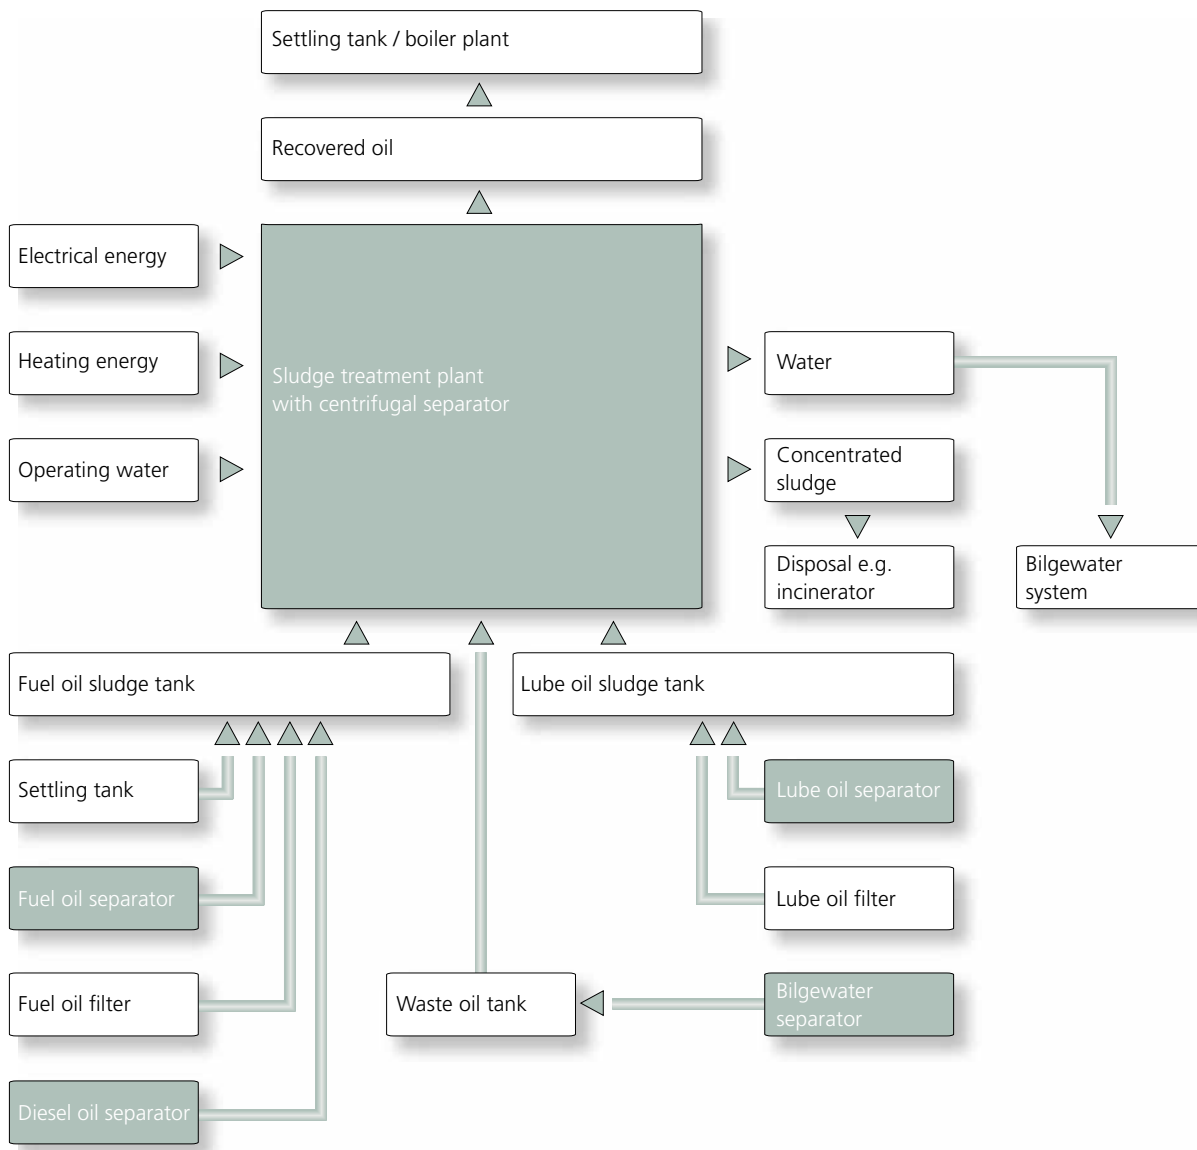 Settling tank / boiler plant
Recovered oil
Electrical energy
Heating energy
Operating water
Sludge treatment plant
with centrifugal separator
Water
Concentrated
sludge
Disposal e.g.
incinerator
Bilgewater
system
Fuel oil sludge tank
Lube oil sludge tank
Settling tank
Lube oil separator
Fuel oil separator
Lube oil filter
Fuel oil filter
Waste oil tank
Bilgewater
separator
Diesel oil separator